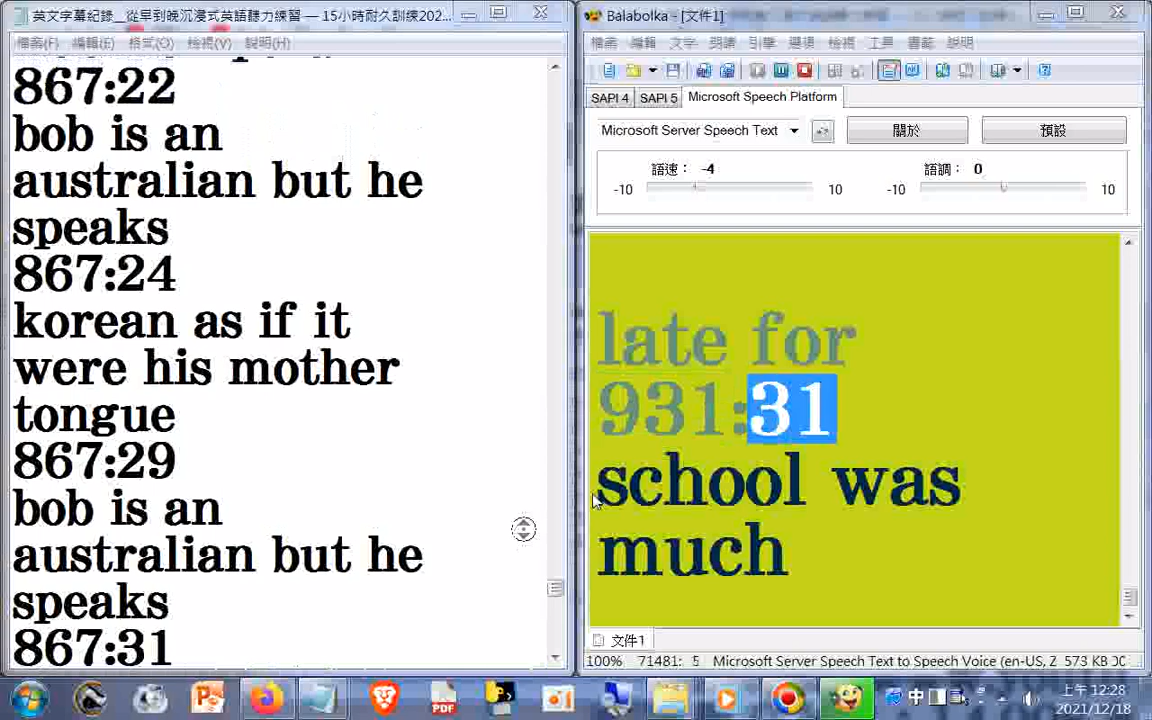 英文字幕紀錄__從早到晚沉浸式英語聽力練習 — 15小時耐久訓練202...
檔案(F) 編輯(E) 格式(O) 檢視(V) 說明(H)
867:22
bob is an
australian but he
speaks
867:24
korean as if it
were his mother
tongue
867:29
bob is an
australian but he
speaks
867:31
Balabolka - [文件1]
檔案 編輯 文字 朗讀 引擎 選項 檢視 工具 書籤 說明
SAPI 4 SAPI 5 Microsoft Speech Platform
Microsoft Server Speech Text 關於 預設
語速： -4 語調： 0
-10 10 -10 10
late for
931:31
school was
much
文件1
100% 71481: 5 Microsoft Server Speech Text to Speech Voice (en-US, Z 573 KB
PDF 中 上午 12:28
2021/12/18